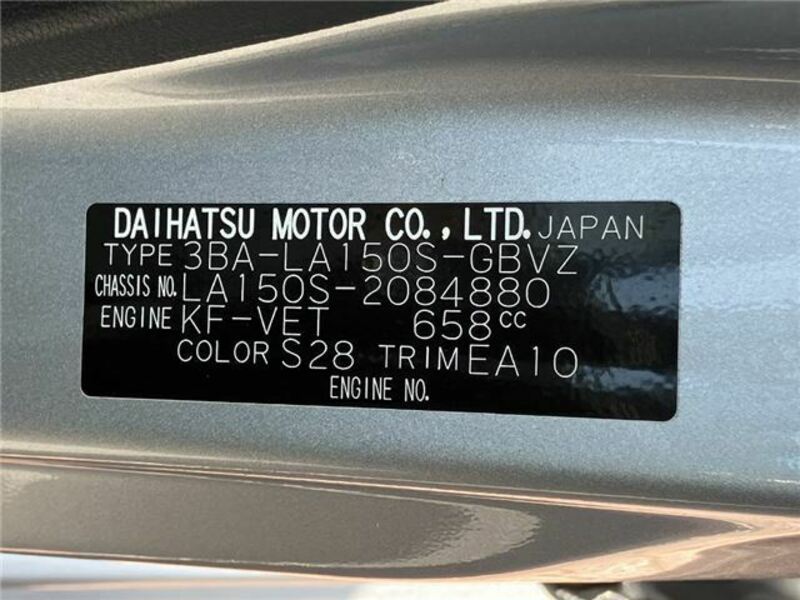 DAIHATSU MOTOR CO., LTD. JAPAN
TYPE 3BA-LA150S-GBVZ
CHASSIS NO. LA150S-2084880
ENGINE KF-VET 658cc
COLOR S28 TRIM EA10
ENGINE NO.